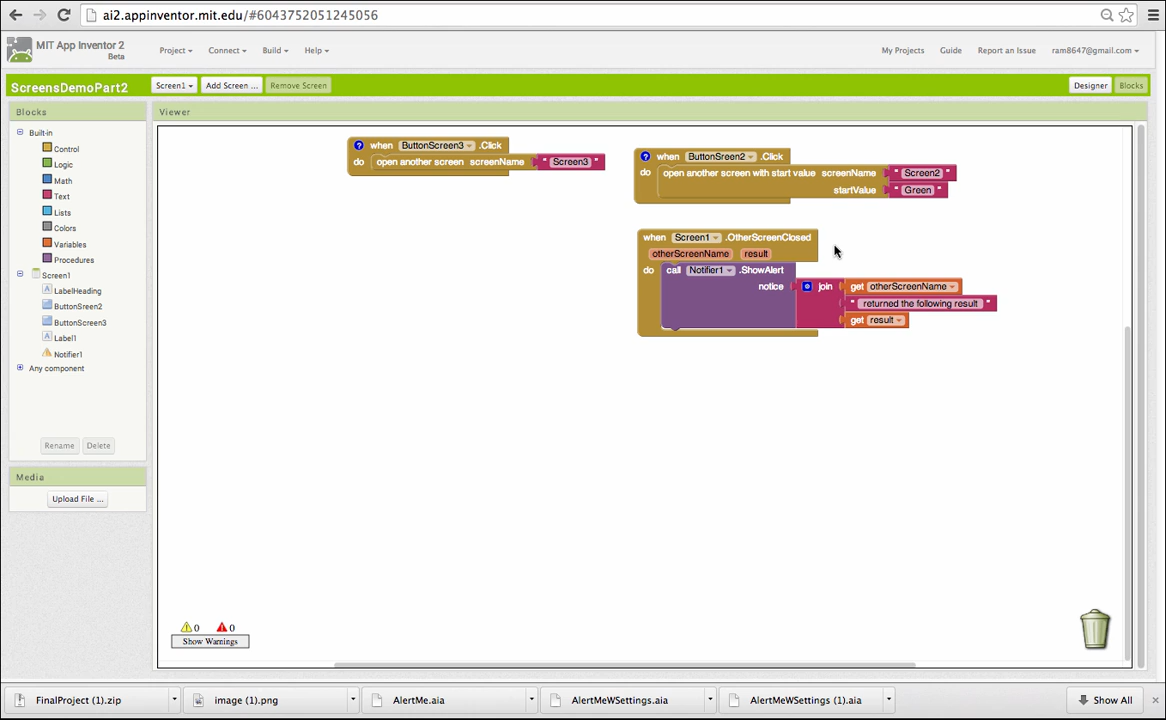 ai2.appinventor.mit.edu/#6043752051245056
MIT App Inventor 2
Beta
Project Connect Build Help
My Projects Guide Report an Issue ram8647@gmail.com
ScreensDemoPart2 Screen1 Add Screen ... Remove Screen Designer Blocks
Blocks
Viewer
Built-in
Control
Logic
Math
Text
Lists
Colors
Variables
Procedures
Screen1
LabelHeading
ButtonSreen2
ButtonScreen3
Label1
Notifier1
Any component
Rename Delete
Media
Upload File ...
? when ButtonScreen3 .Click
do open another screen screenName " Screen3 "
? when ButtonSreen2 .Click
do open another screen with start value screenName " Screen2 "
startValue " Green "
when Screen1 .OtherScreenClosed
otherScreenName result
do call Notifier1 .ShowAlert
notice join get otherScreenName
" returned the following result "
get result
0 0
Show Warnings
FinalProject (1).zip image (1).png AlertMe.aia AlertMeWSettings.aia AlertMeWSettings (1).aia Show All